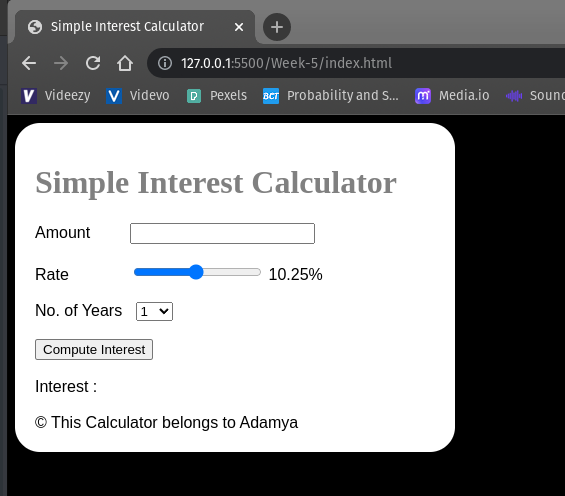 Simple Interest Calculator
127.0.0.1:5500/Week-5/index.html
Videezy Videvo Pexels BCT Probability and S... m Media.io Soun
Simple Interest Calculator
Amount
Rate 10.25%
No. of Years 1
Compute Interest
Interest :
© This Calculator belongs to Adamya